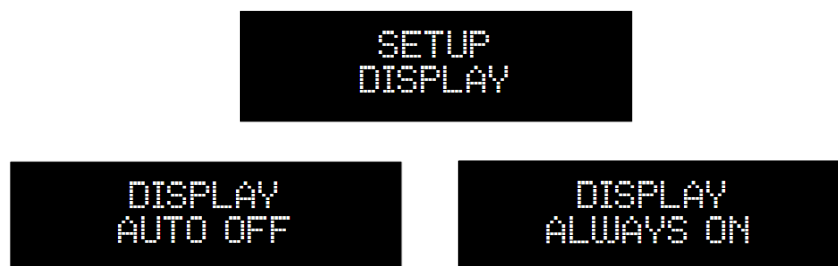 SETUP
DISPLAY
DISPLAY
AUTO OFF
DISPLAY
ALWAYS ON